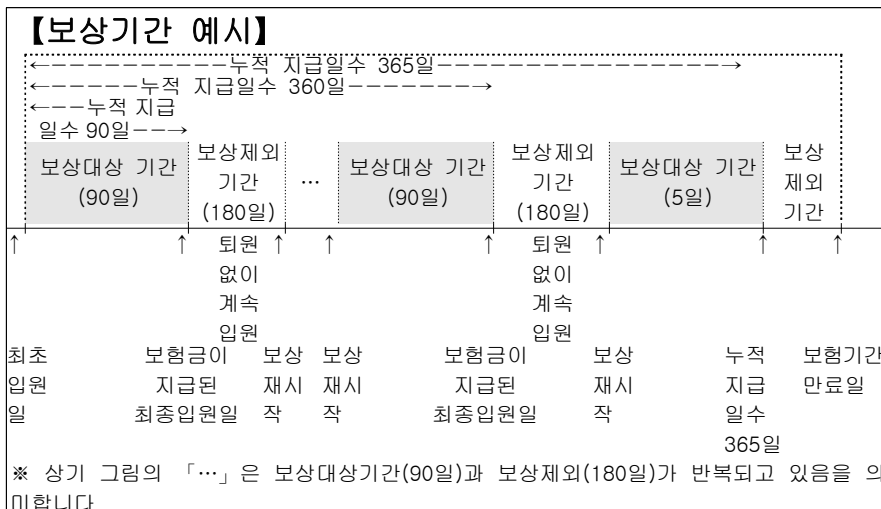 【보상기간 예시】
←−−−−−−−−−−−누적 지급일수 365일−−−−−−−−−−−−−−−−→
←−−−−−−누적 지급일수 360일−−−−−−−→
←−−누적 지급
일수 90일−−→
보상대상 기간
(90일)
보상제외
기간
(180일)
…
보상대상 기간
(90일)
보상제외
기간
(180일)
보상대상 기간
(5일)
보상
제외
기간
↑ ↑ ↑ ↑ ↑ ↑ ↑ ↑
퇴원
없이
계속
입원
퇴원
없이
계속
입원
최초
입원
일
보험금이
지급된
최종입원일
보상
재시
작
보상
재시
작
보험금이
지급된
최종입원일
보상
재시
작
누적
지급
일수
365일
보험기간
만료일
※ 상기 그림의 「…」은 보상대상기간(90일)과 보상제외(180일)가 반복되고 있음을 의
미합니다